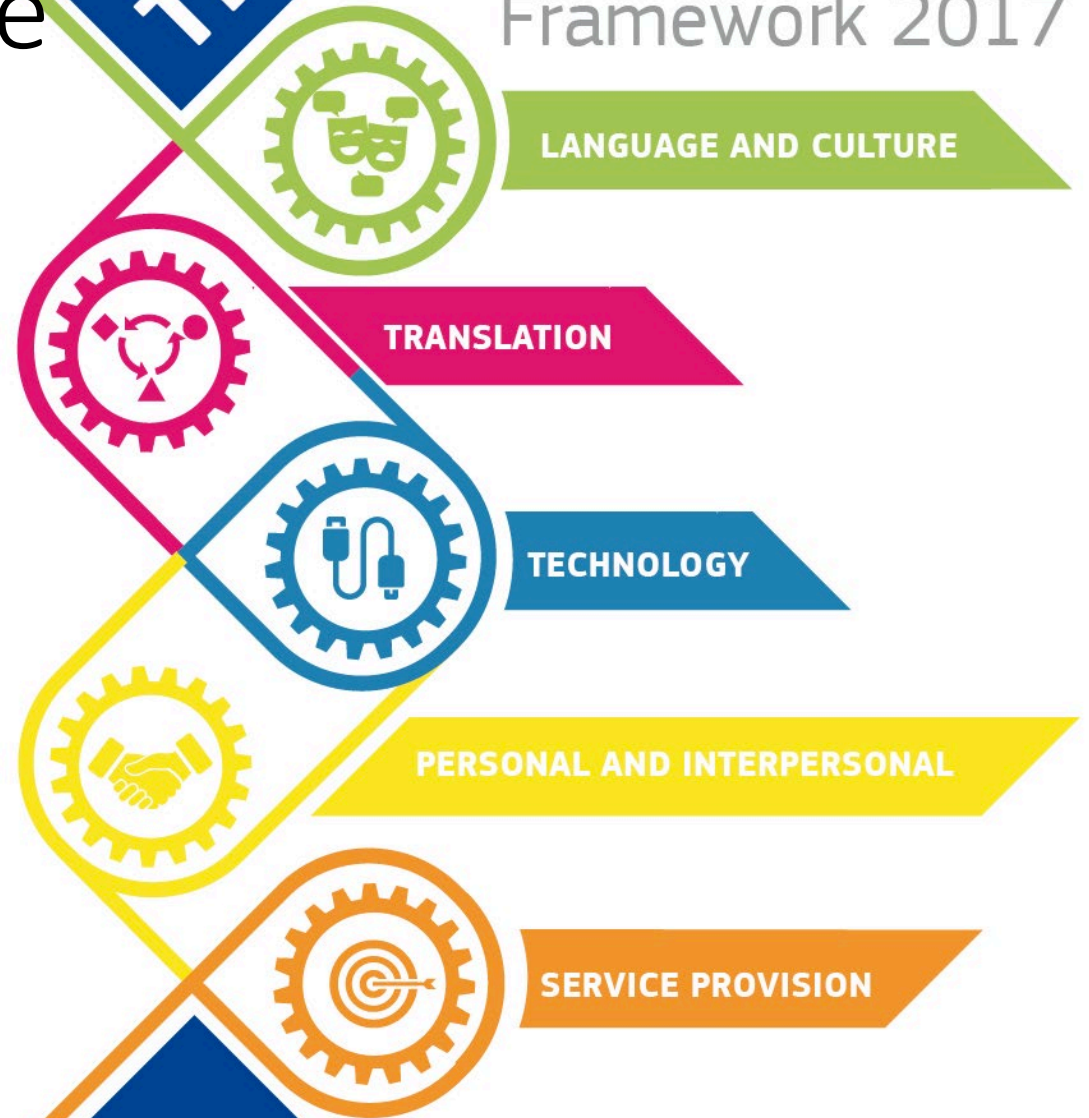 Framework 2017
LANGUAGE AND CULTURE
TRANSLATION
TECHNOLOGY
PERSONAL AND INTERPERSONAL
SERVICE PROVISION